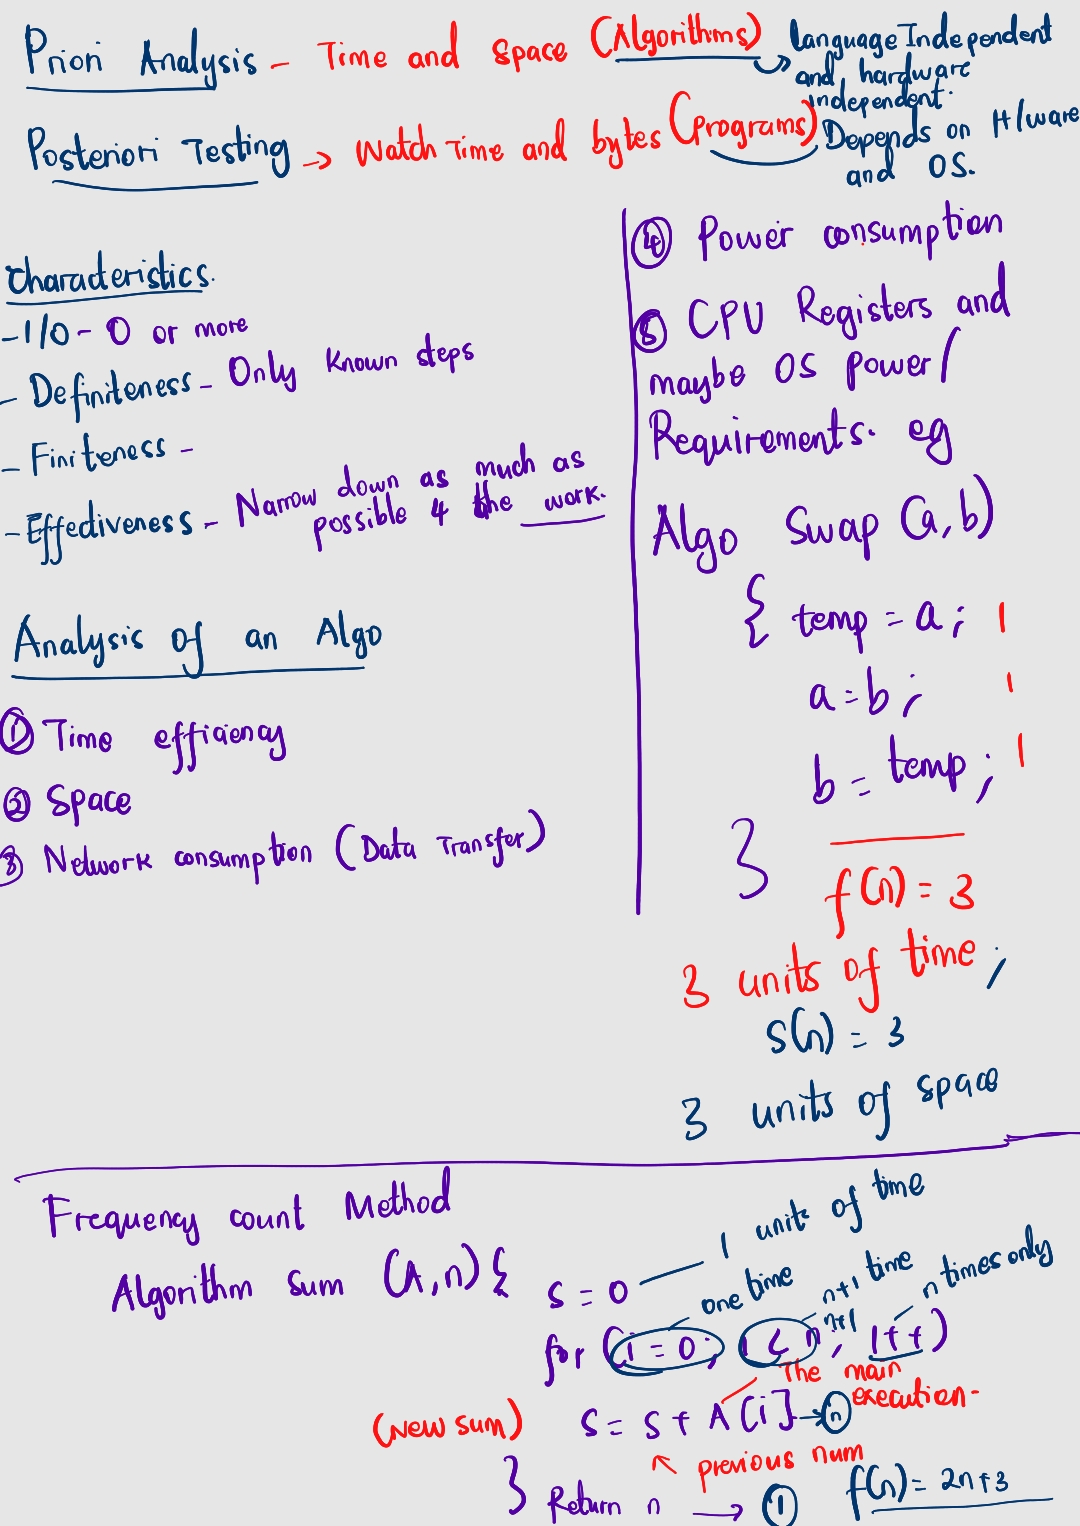 Priori Analysis - Time and Space (Algorithms)
Language Independent
and hardware
independent.
Posteriori Testing → Watch Time and bytes (Programs)
Depends on H/ware
and OS.
Characteristics.
- I/O - 0 or more
- Definiteness - Only known steps
- Finiteness -
- Effectiveness - Narrow down as much as
possible 4 the work.
Analysis of an Algo
① Time efficiency
② Space
③ Network consumption (Data Transfer)
④ Power consumption
⑤ CPU Registers and
maybe OS power/
Requirements. eg
Algo Swap (a,b)
{ temp = a; 1
a = b; 1
b = temp; 1
}
f(n) = 3
3 units of time;
s(n) = 3
3 units of space
Frequency count Method
Algorithm sum (A,n) {
s = 0
1 unit of time
one time
n+1 time
n times only
for (i = 0; i < n; i++)
n+1
The main
execution-
(New sum) s = s + A[i] → n
previous num
}
Return n → ①
f(n) = 2n+3